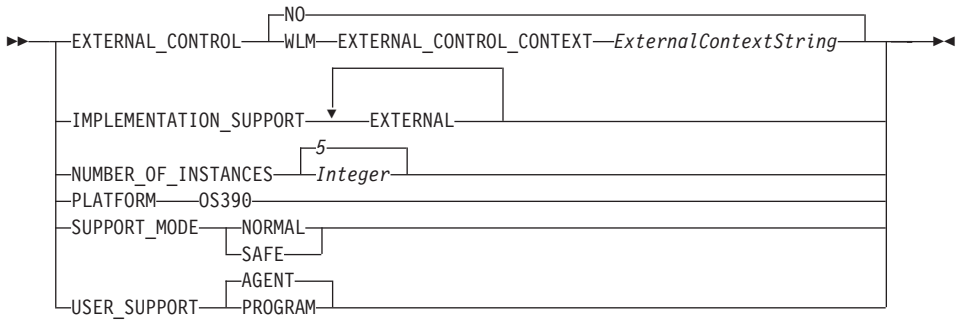 NO
EXTERNAL_CONTROL WLM EXTERNAL_CONTROL_CONTEXT ExternalContextString
IMPLEMENTATION_SUPPORT EXTERNAL
5
NUMBER_OF_INSTANCES Integer
PLATFORM OS390
SUPPORT_MODE NORMAL
SAFE
AGENT
USER_SUPPORT PROGRAM